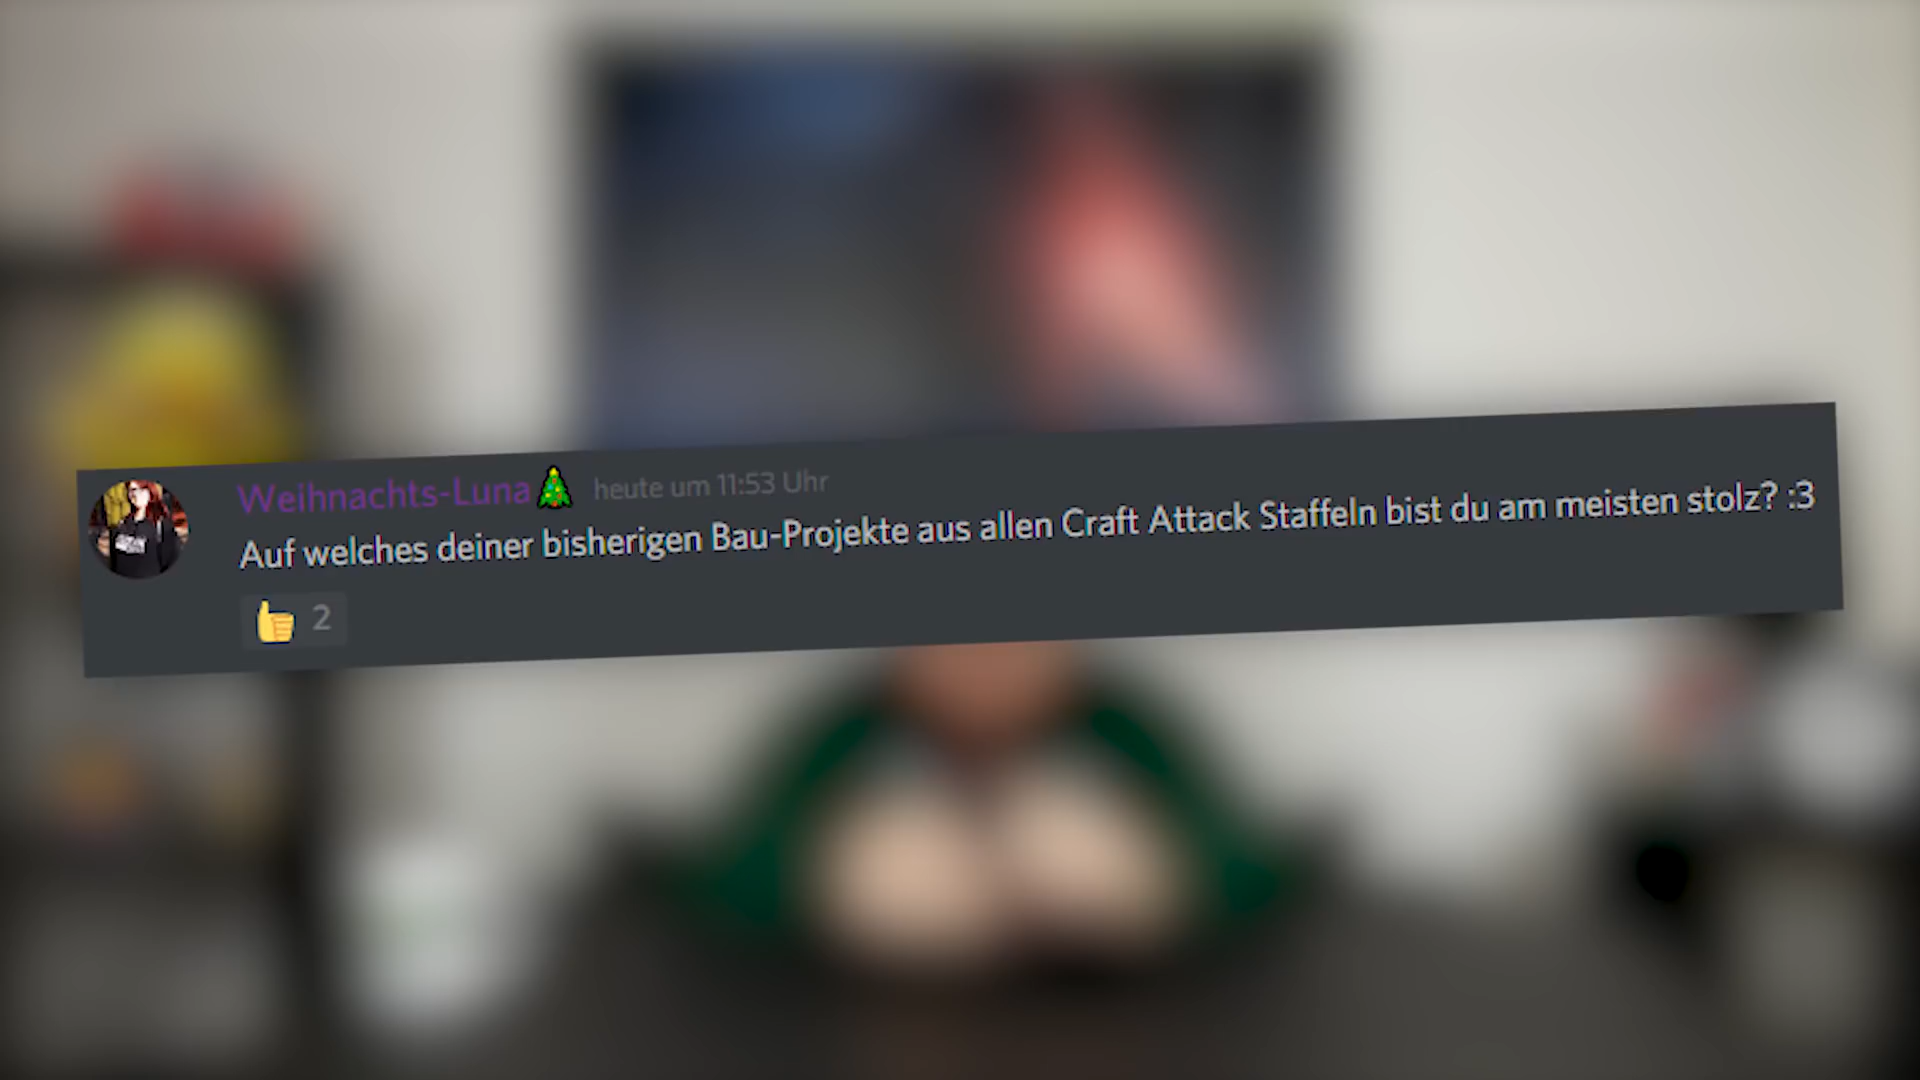 Weihnachts-Luna🎄 heute um 11:53 Uhr
Auf welches deiner bisherigen Bau-Projekte aus allen Craft Attack Staffeln bist du am meisten stolz? :3
👍 2